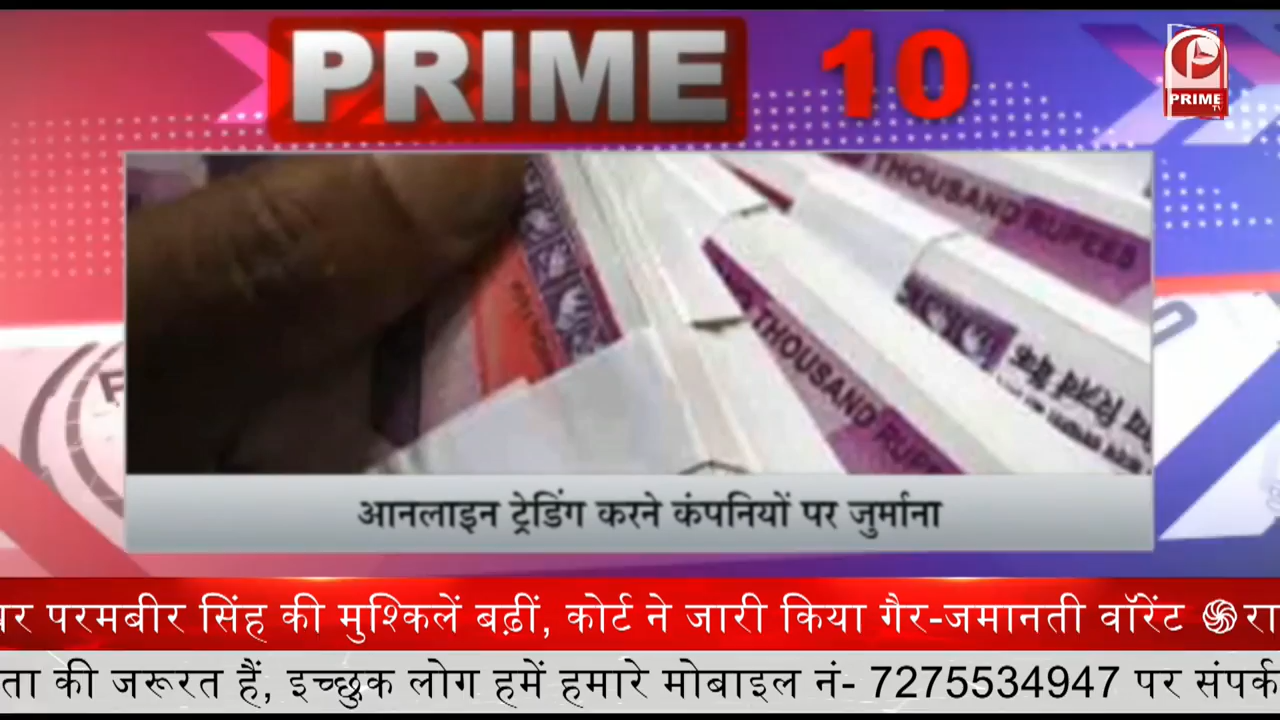 PRIME 10
PRIME
TV
THOUSAND RUPEES
THOUSAND
आनलाइन ट्रेडिंग करने कंपनियों पर जुर्माना
परमबीर सिंह की मुश्किलें बढ़ीं, कोर्ट ने जारी किया गैर-जमानती वॉरेंट
की जरूरत हैं, इच्छुक लोग हमें हमारे मोबाइल नं- 7275534947 पर संपर्क